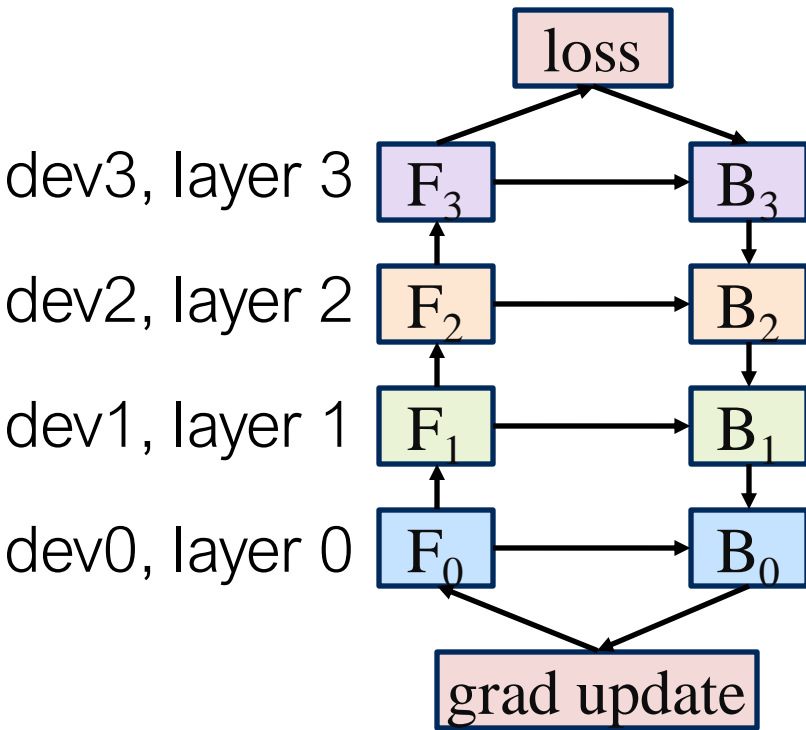 loss
dev3, layer 3 F₃ B₃
dev2, layer 2 F₂ B₂
dev1, layer 1 F₁ B₁
dev0, layer 0 F₀ B₀
grad update